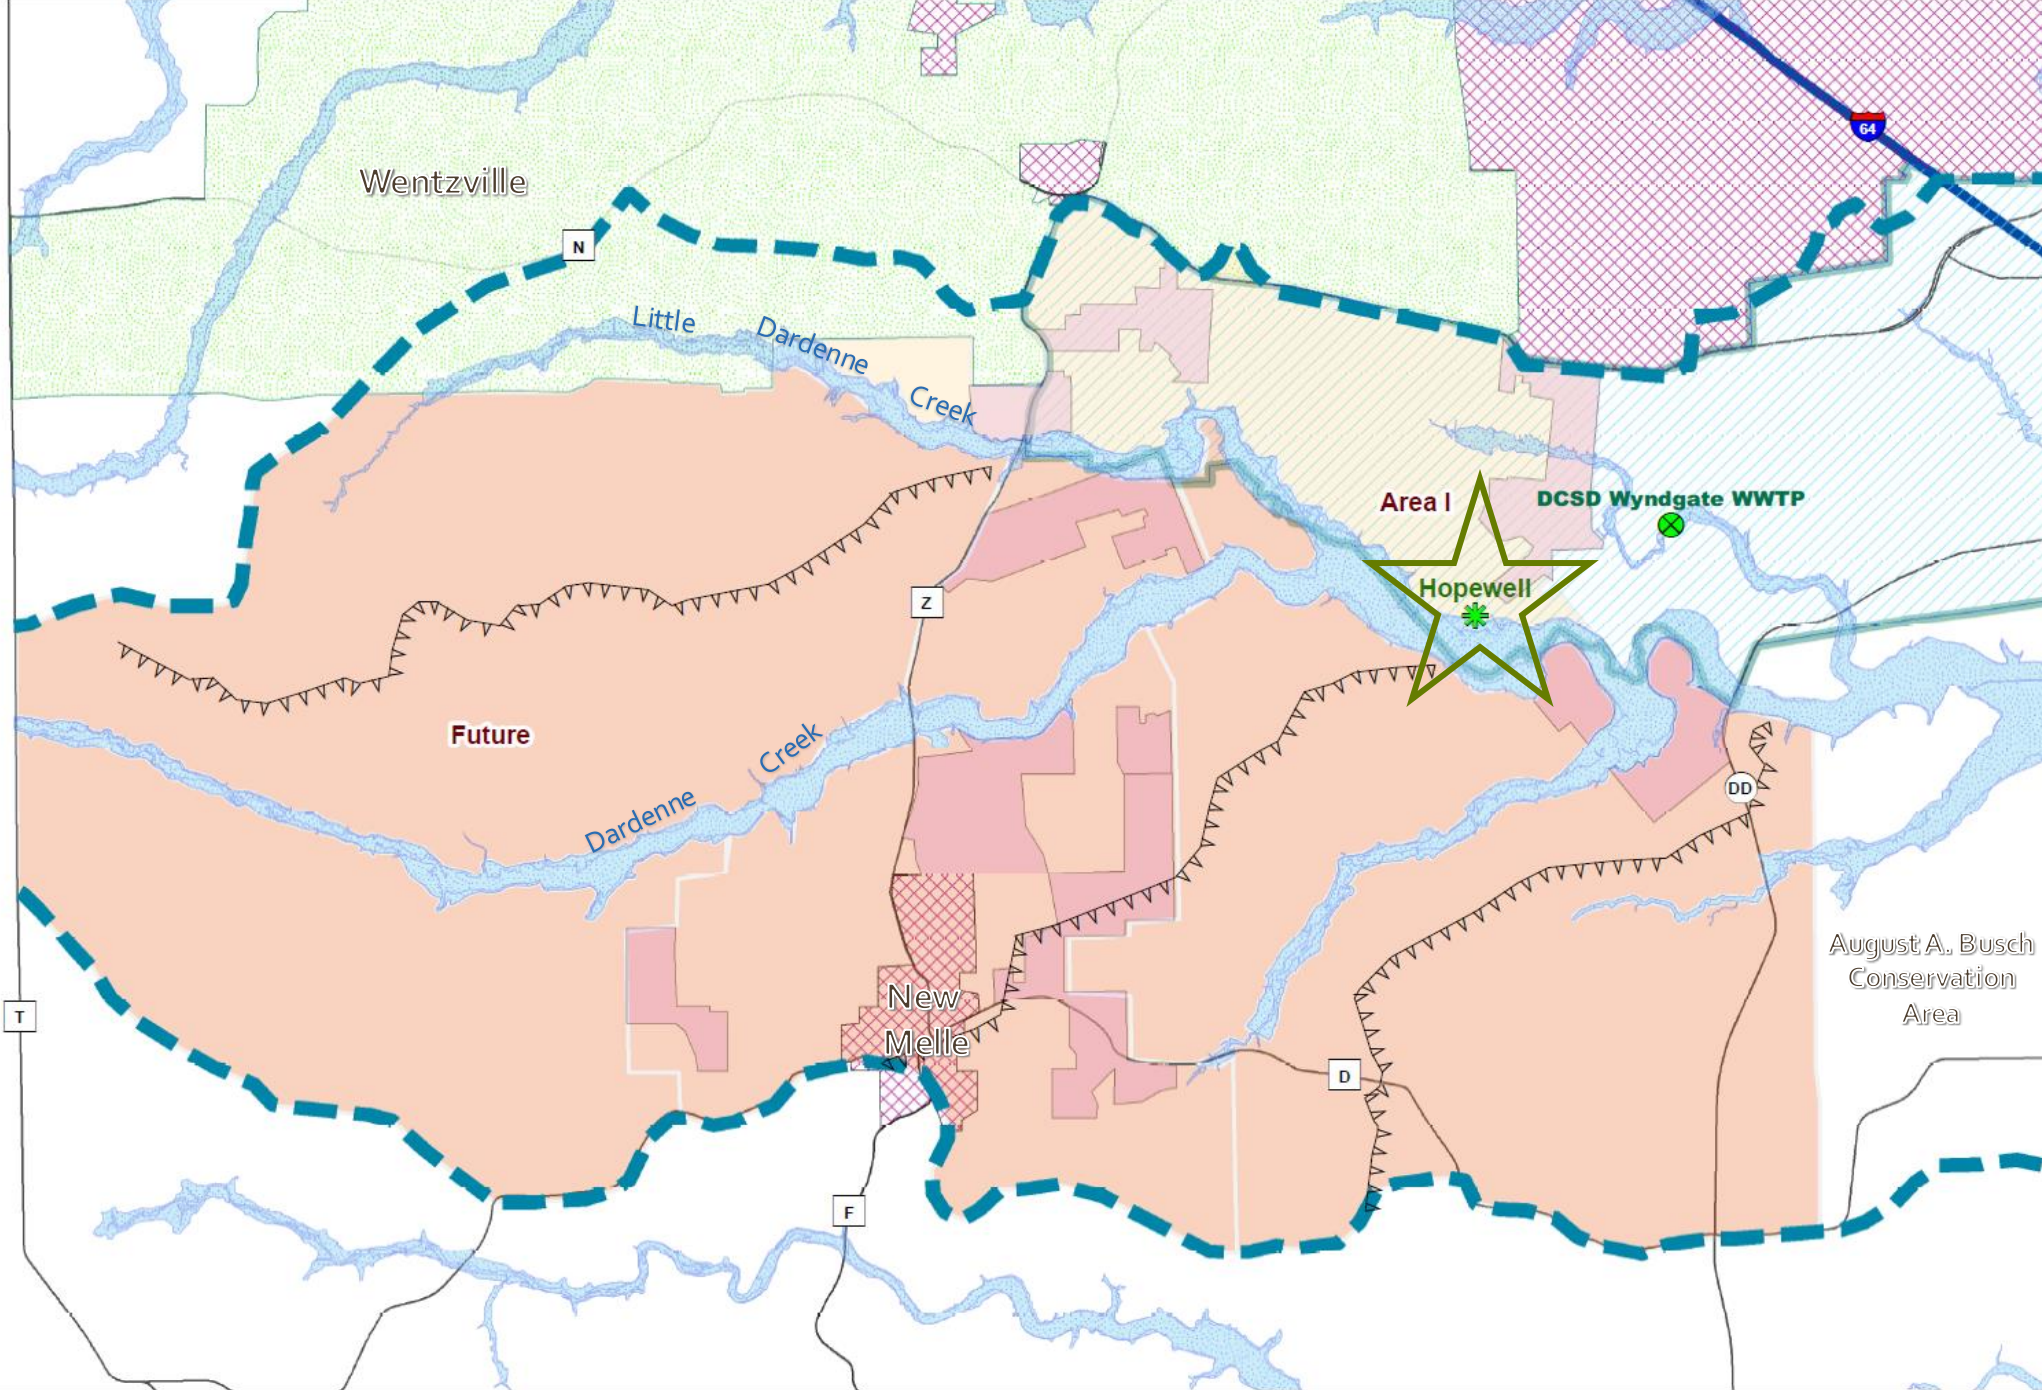 64
Wentzville
N
Little
Dardenne
Creek
Area I
DCSD Wyndgate WWTP
Hopewell
Z
Future
Creek
Dardenne
DD
August A. Busch
Conservation
Area
New
Melle
T
D
F